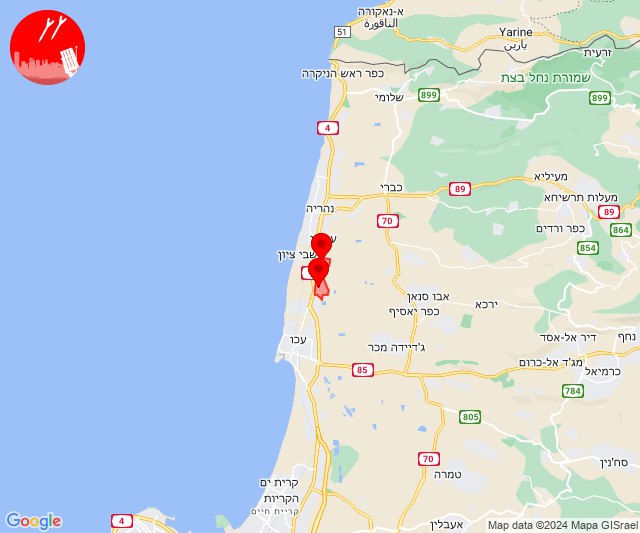 א-נאקורה
الناقورة
Yarine
يارين
זרעית
51
כפר ראש הניקרה
שמורת נחל בצת
שלומי
899
899
4
מעיליא
כברי
89
מעלות תרשיחא
נהריה
70
89
כפר ורדים
864
854
שבי ציון
אבו סנאן
ירכא
כפר יאסיף
עכו
ג'דיידה מכר
דיר אל-אסד
נחף
מג'ד אל-כרום
85
כרמיאל
784
805
70
סח'נין
טמרה
קרית ים
הקריות
קרית חיים
4
אעבלין
Google
Map data ©2024 Mapa GISrael